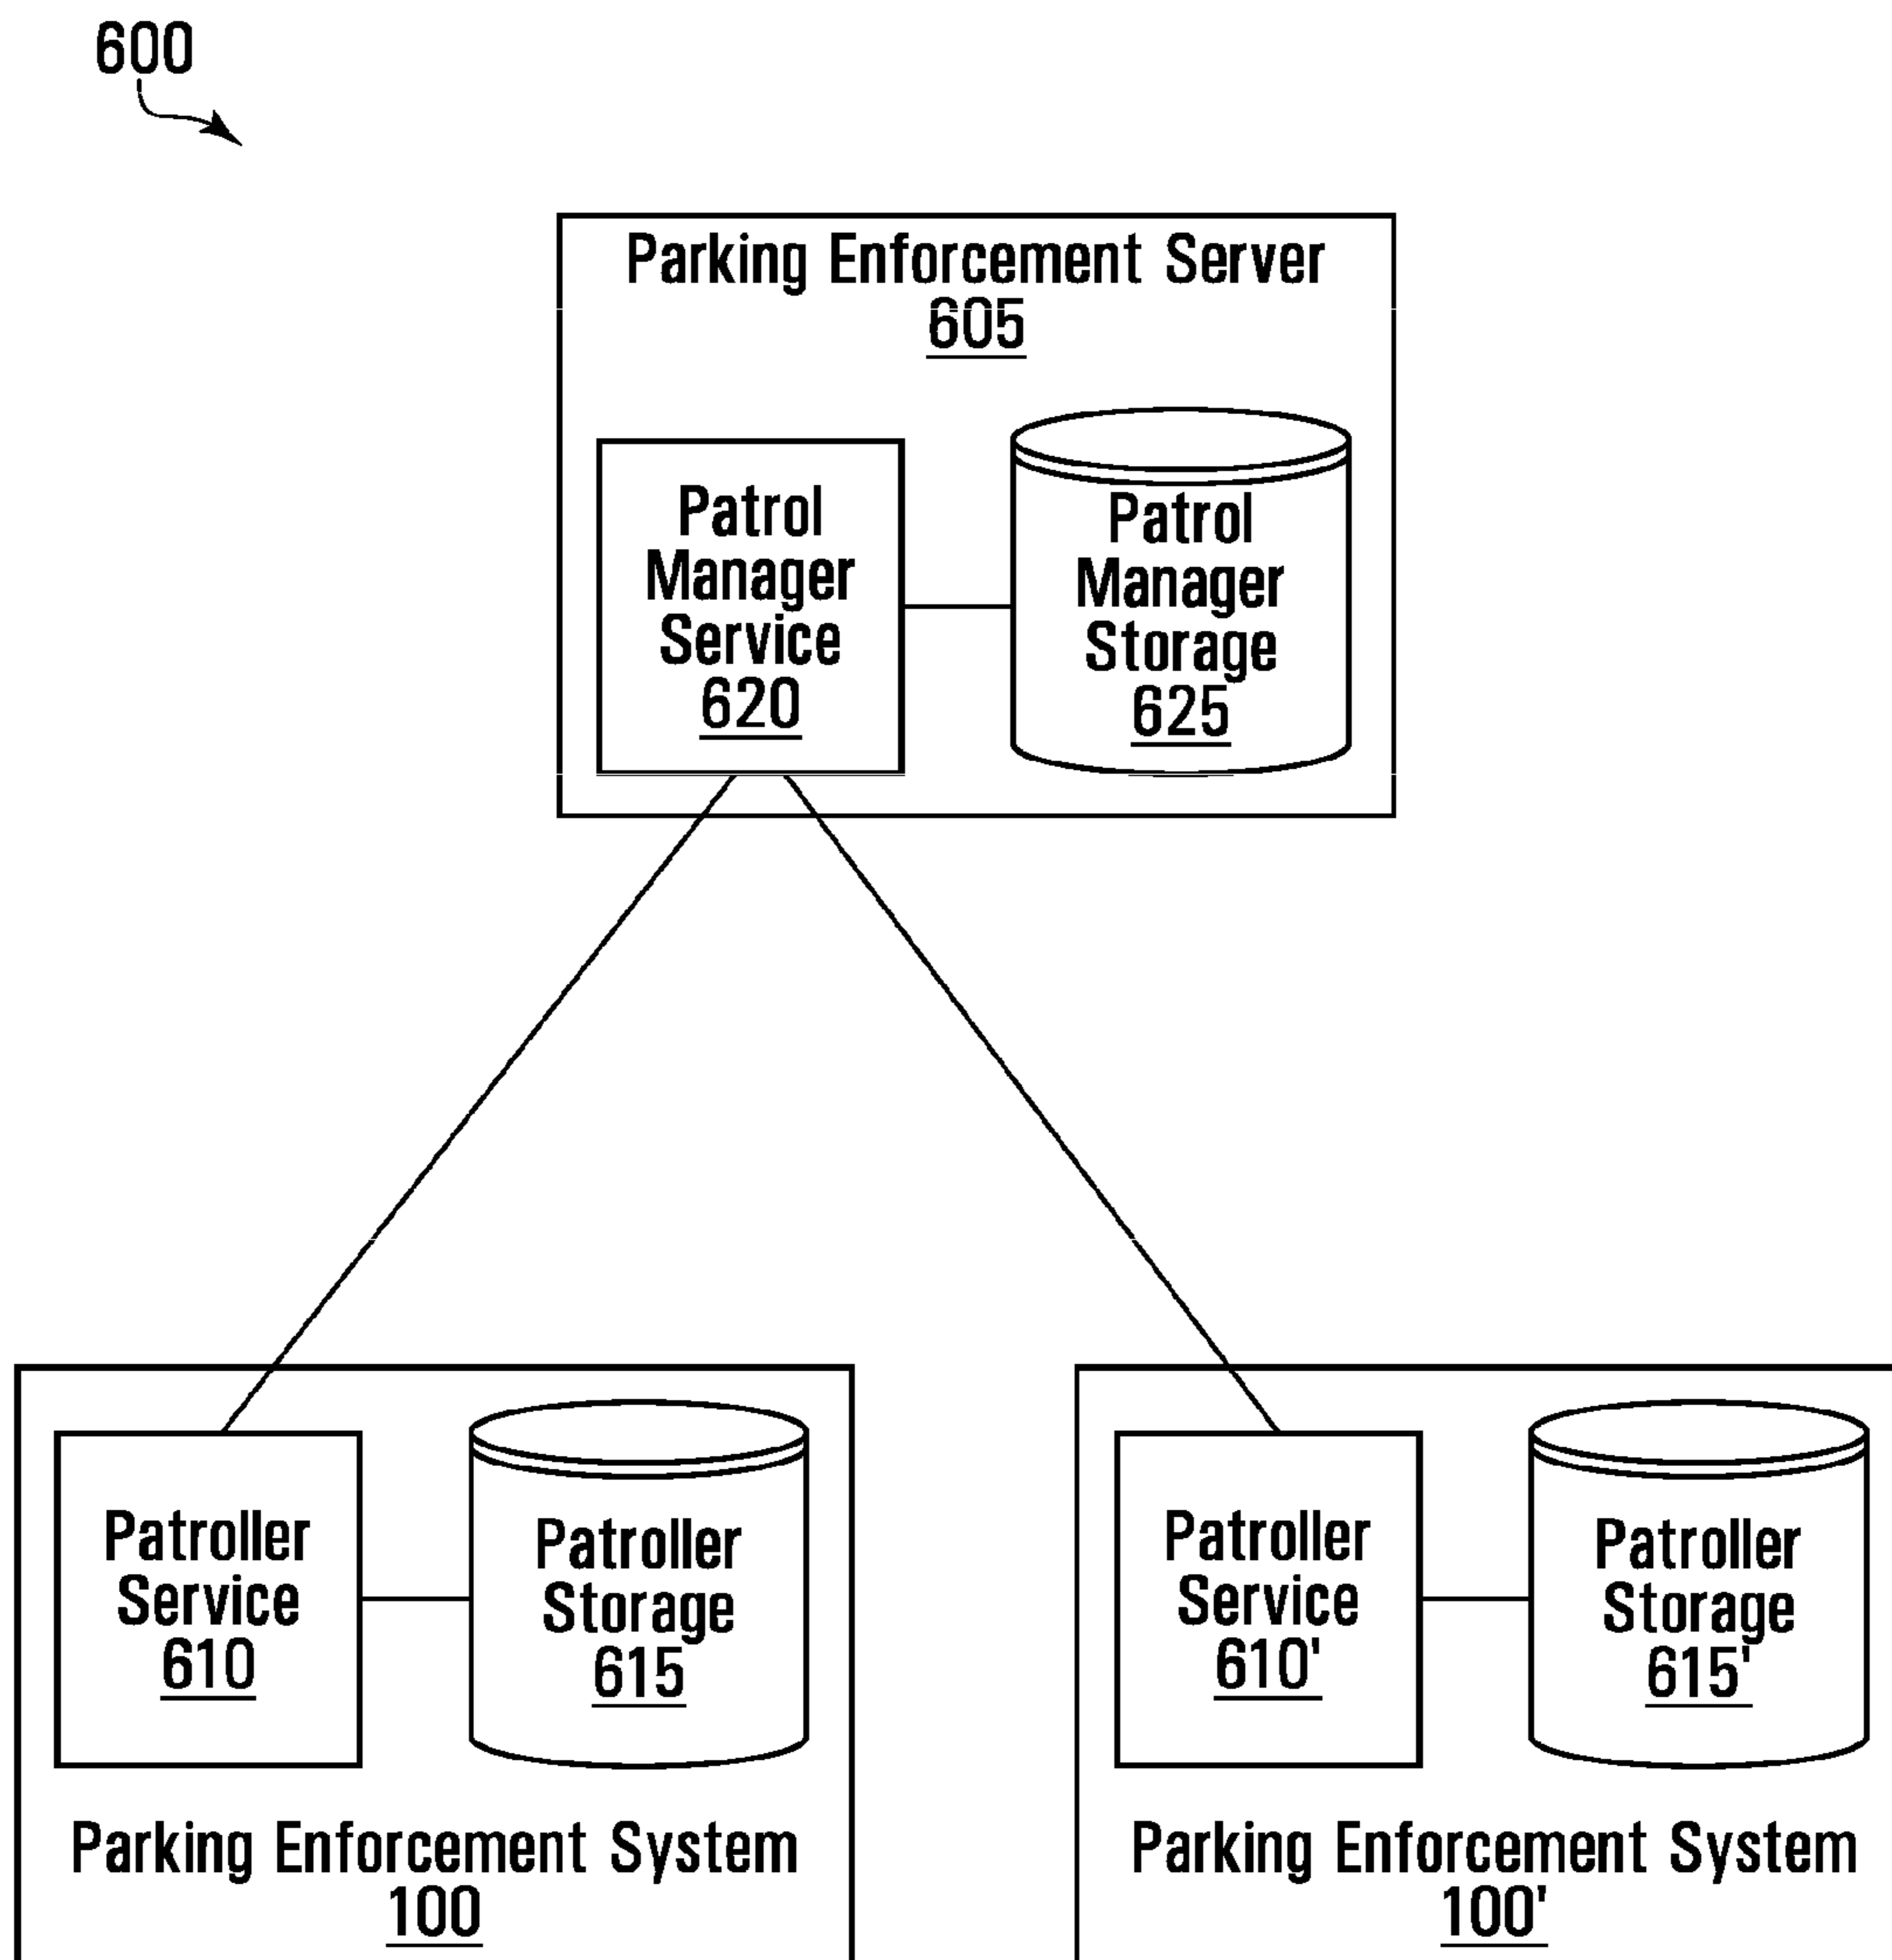 600
Parking Enforcement Server
605
Patrol
Manager
Service
620
Patrol
Manager
Storage
625
Patroller
Service
610
Patroller
Storage
615
Parking Enforcement System
100
Patroller
Service
610'
Patroller
Storage
615'
Parking Enforcement System
100'